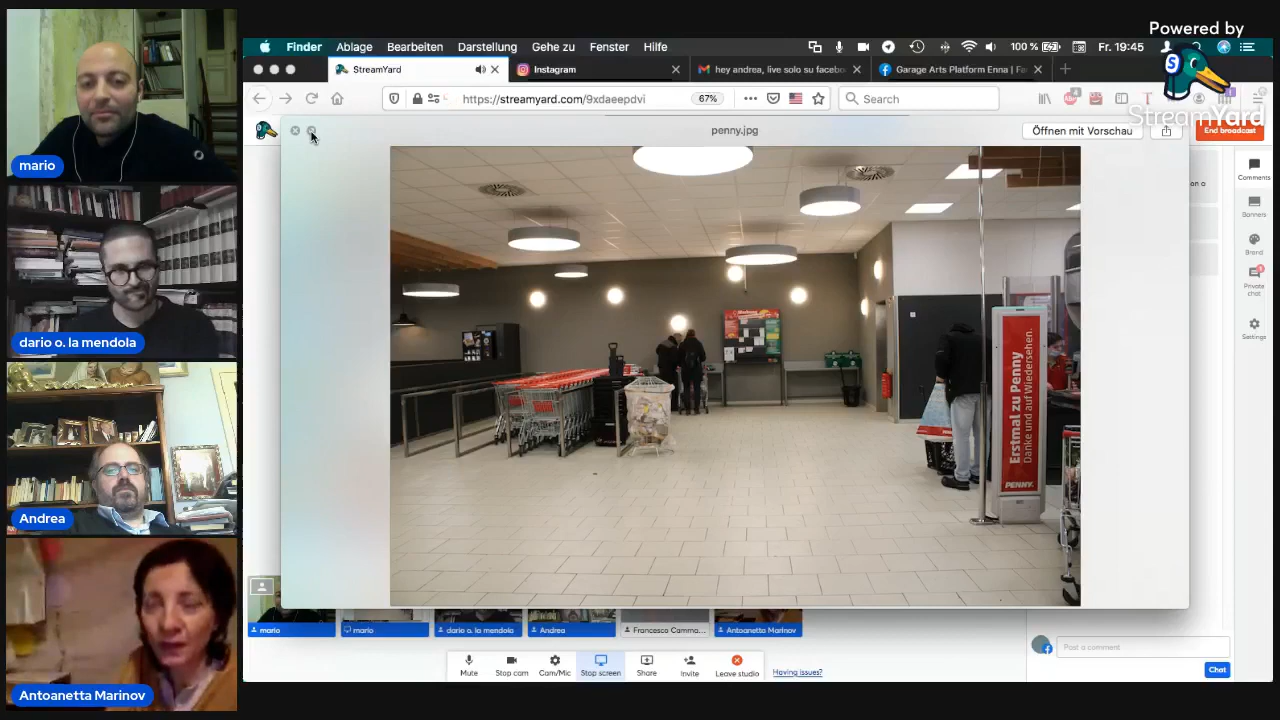 Powered by
StreamYard
mario
dario o. la mendola
Andrea
Antoanetta Marinov
Finder Ablage Bearbeiten Darstellung Gehe zu Fenster Hilfe
100 % Fr. 19:45
StreamYard
Instagram
hey andrea, live solo su facebo
Garage Arts Platform Enna | Fa
https://streamyard.com/9xdaeepdvi
67%
Search
penny.jpg
Öffnen mit Vorschau
End broadcast
Comments
Banners
Brand
Private
chat
Settings
Erstmal zu Penny.
Danke und auf Wiedersehen.
PENNY.
mario
mario
dario o. la mendola
Andrea
Francesco Camma...
Antoanetta Marinov
Mute
Stop cam
Cam/Mic
Stop screen
Share
Invite
Leave studio
Having issues?
Post a comment
Chat